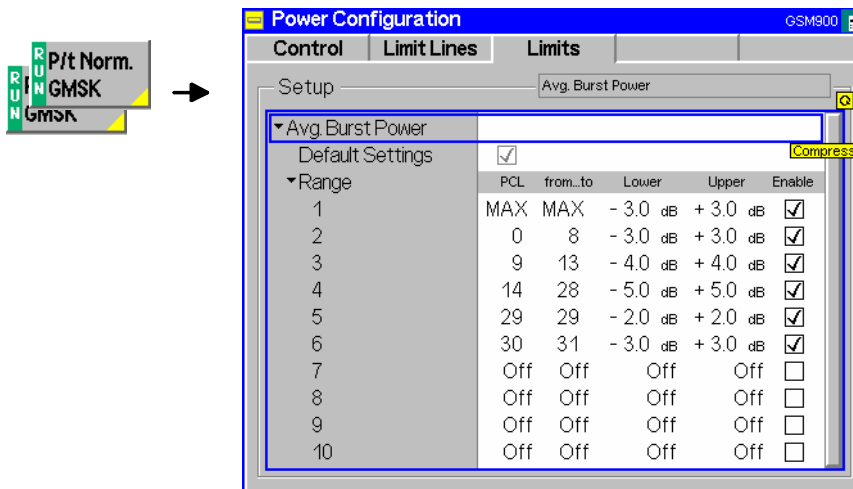 Power Configuration GSM900
Control Limit Lines Limits
RUN P/t Norm.
GMSK
RUN
GMSK
Setup Avg. Burst Power
Avg. Burst Power
Compress
Default Settings
Range PCL from...to Lower Upper Enable
1 MAX MAX - 3.0 dB + 3.0 dB
2 0 8 - 3.0 dB + 3.0 dB
3 9 13 - 4.0 dB + 4.0 dB
4 14 28 - 5.0 dB + 5.0 dB
5 29 29 - 2.0 dB + 2.0 dB
6 30 31 - 3.0 dB + 3.0 dB
7 Off Off Off Off
8 Off Off Off Off
9 Off Off Off Off
10 Off Off Off Off